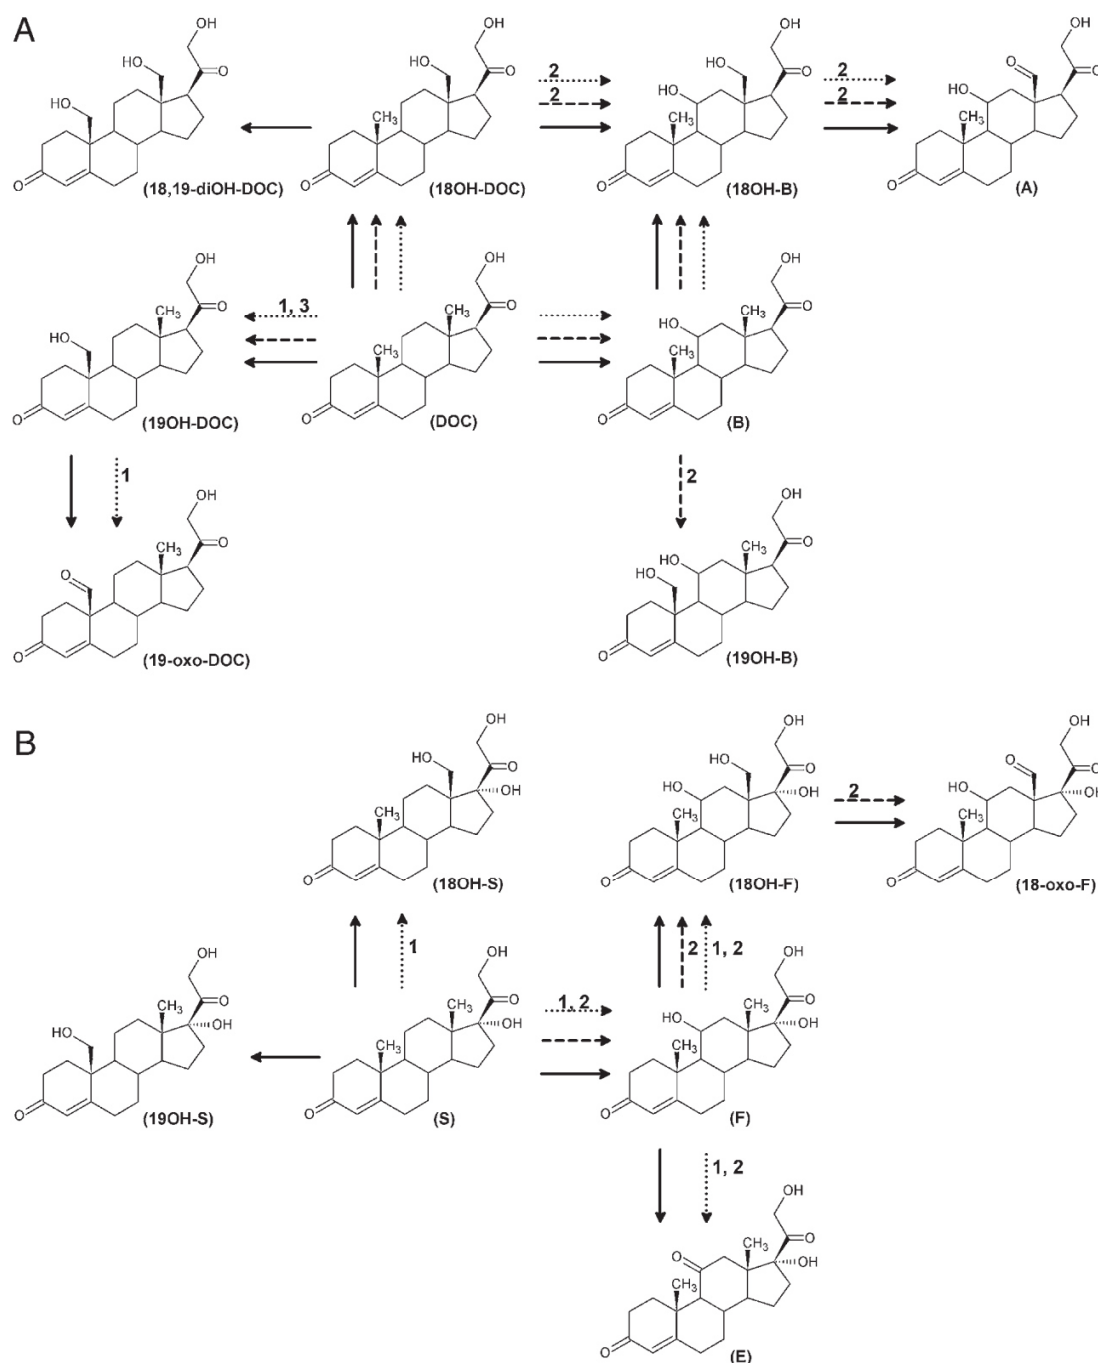 A
OH
HO
O
HO
O
(18,19-diOH-DOC)
OH
HO
O
CH3
O
(18OH-DOC)
2
2
OH
HO
HO
O
CH3
O
(18OH-B)
2
2
OH
O
O
HO
CH3
O
(A)
OH
CH3
O
HO
O
(19OH-DOC)
1, 3
OH
CH3
O
CH3
O
(DOC)
OH
CH3
O
HO
CH3
O
(B)
1
2
OH
CH3
O
O
O
(19-oxo-DOC)
OH
CH3
O
HO
HO
O
(19OH-B)
B
OH
HO
O
OH
CH3
O
(18OH-S)
OH
HO
O
HO
OH
CH3
O
(18OH-F)
2
OH
O
O
HO
OH
CH3
O
(18-oxo-F)
1
2
1, 2
OH
CH3
O
OH
HO
O
(19OH-S)
OH
CH3
O
OH
CH3
O
(S)
1, 2
OH
CH3
O
HO
OH
CH3
O
(F)
1, 2
OH
CH3
O
O
OH
CH3
O
(E)